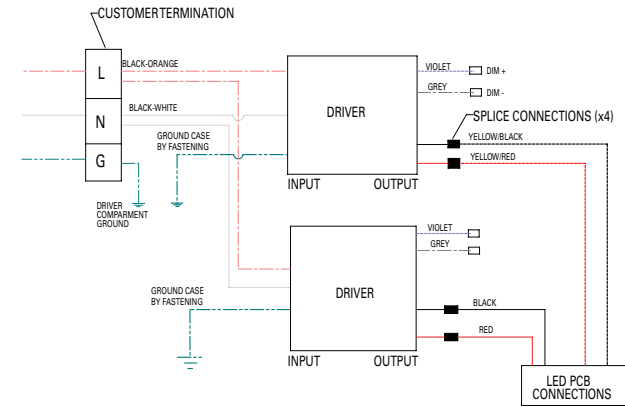 CUSTOMER TERMINATION
L
BLACK-ORANGE
N
BLACK-WHITE
G
GROUND CASE
BY FASTENING
DRIVER
COMPARMENT
GROUND
DRIVER
INPUT
OUTPUT
VIOLET
DIM +
GREY
DIM -
SPLICE CONNECTIONS (x4)
YELLOW/BLACK
YELLOW/RED
GROUND CASE
BY FASTENING
DRIVER
INPUT
OUTPUT
VIOLET
GREY
BLACK
RED
LED PCB
CONNECTIONS